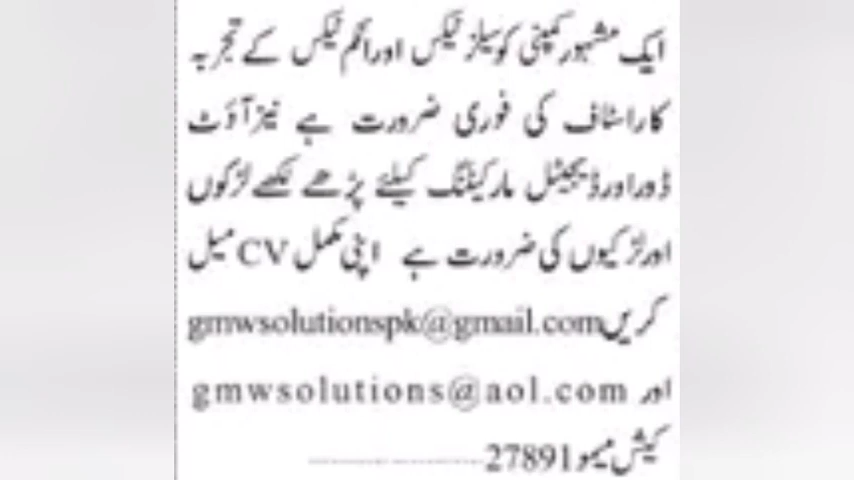 ایک مشہور کمپنی کو سیلز ٹیکس اور انکم ٹیکس کے تجربہ
کار اسٹاف کی فوری ضرورت ہے نیز آؤٹ
ڈور اور ڈیجیٹل مارکیٹنگ کیلئے پڑھے لکھے لڑکوں
اور لڑکیوں کی ضرورت ہے اپنی مکمل CV میل
کریں gmwsolutionspk@gmail.com
اور gmwsolutions@aol.com
کیش میمو 27891